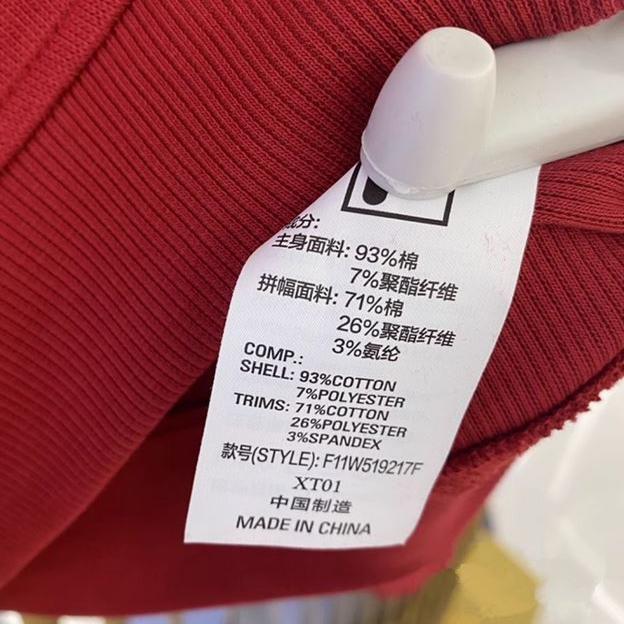 成分:
主身面料: 93%棉
7%聚酯纤维
拼幅面料: 71%棉
26%聚酯纤维
3%氨纶
COMP.:
SHELL: 93%COTTON
7%POLYESTER
TRIMS: 71%COTTON
26%POLYESTER
3%SPANDEX
款号(STYLE): F11W519217F
XT01
中国制造
MADE IN CHINA